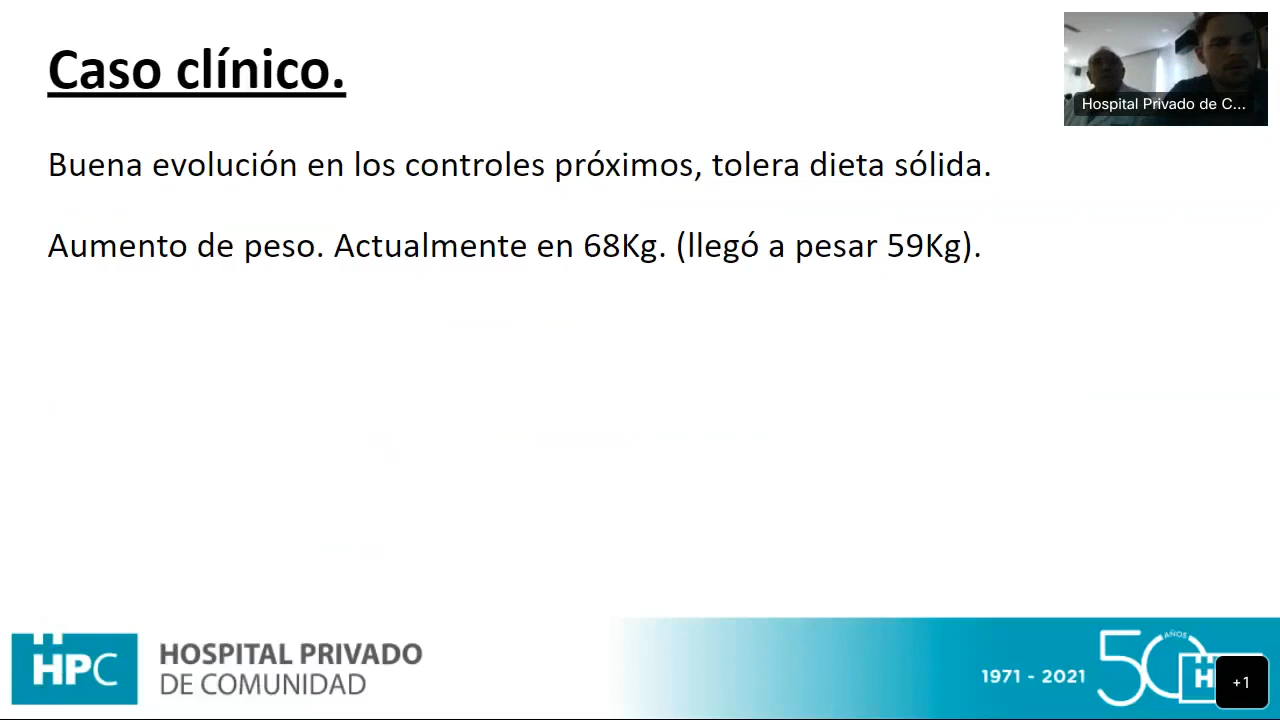 Caso clínico.
Hospital Privado de C...
Buena evolución en los controles próximos, tolera dieta sólida.
Aumento de peso. Actualmente en 68Kg. (llegó a pesar 59Kg).
HPC
HOSPITAL PRIVADO
DE COMUNIDAD
1971 - 2021
50
AÑOS
H
+1